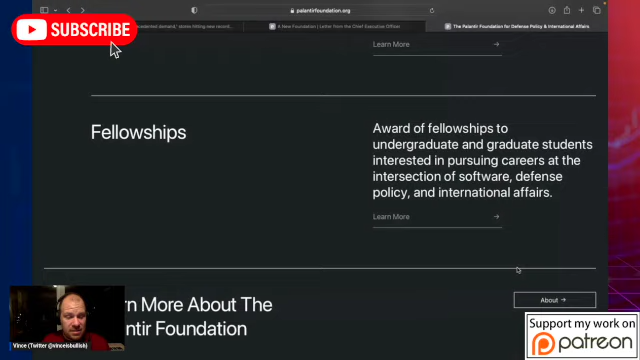 SUBSCRIBE
palantirfoundation.org
A New Foundation | Letter from the Chief Executive Officer
The Palantir Foundation for Defense Policy & International Affairs
Learn More →
Fellowships
Award of fellowships to
undergraduate and graduate students
interested in pursuing careers at the
intersection of software, defense
policy, and international affairs.
Learn More →
rn More About The
ntir Foundation
About →
Vince (Twitter @vinceisbullish)
Support my work on
patreon